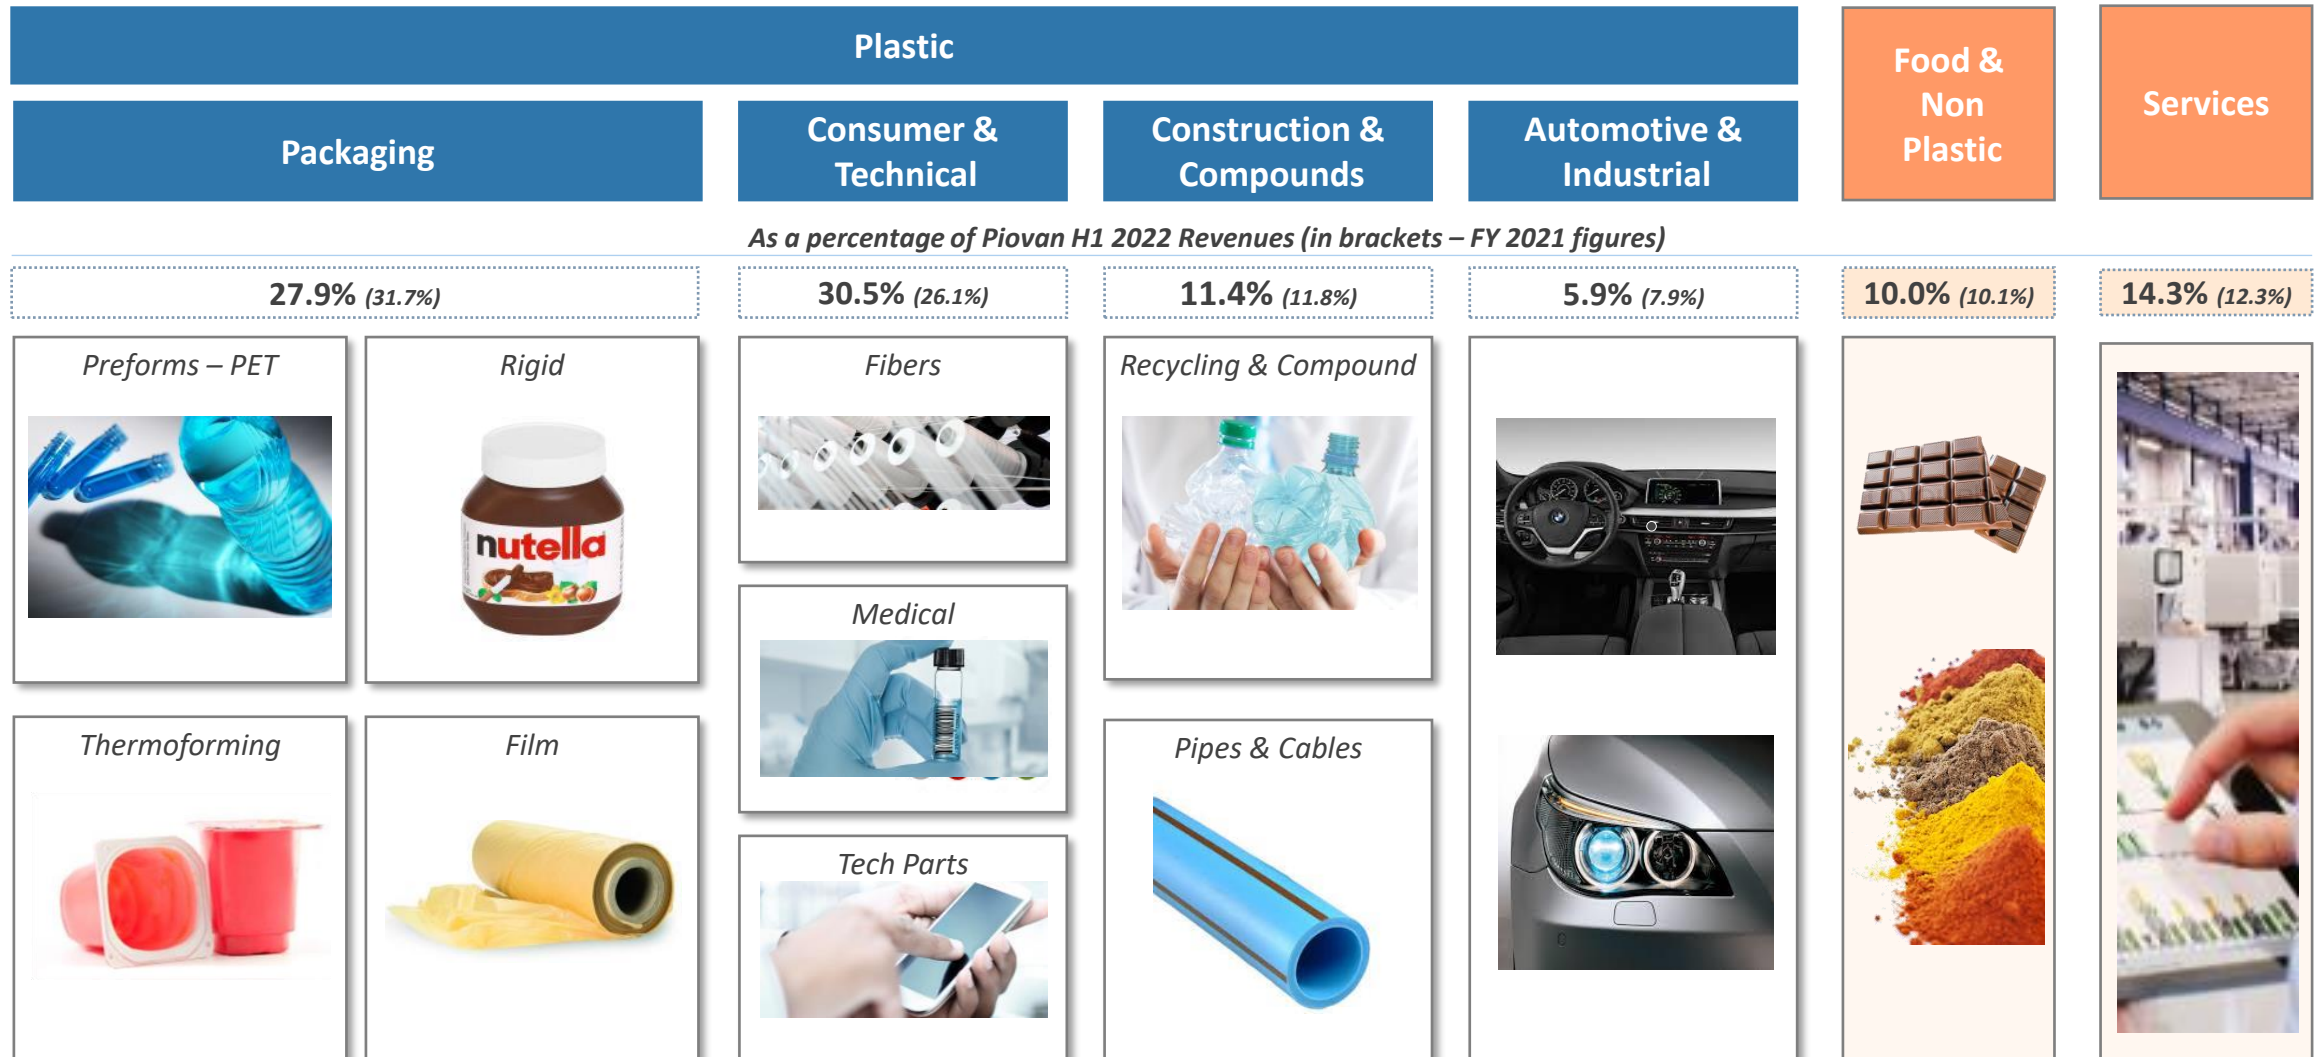 Plastic
Food &
Non
Plastic
Services
Packaging
Consumer &
Technical
Construction &
Compounds
Automotive &
Industrial
As a percentage of Piovan H1 2022 Revenues (in brackets – FY 2021 figures)
27.9% (31.7%)
30.5% (26.1%)
11.4% (11.8%)
5.9% (7.9%)
10.0% (10.1%)
14.3% (12.3%)
Preforms – PET
Rigid
Fibers
Recycling & Compound
nutella
Medical
Thermoforming
Film
Pipes & Cables
Tech Parts